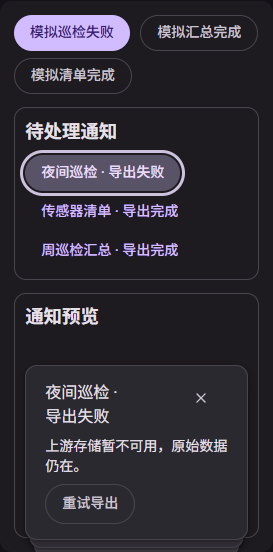 模拟巡检失败
模拟汇总完成
模拟清单完成
待处理通知
夜间巡检 · 导出失败
传感器清单 · 导出完成
周巡检汇总 · 导出完成
通知预览
夜间巡检 ·
导出失败
上游存储暂不可用，原始数据
仍在。
重试导出